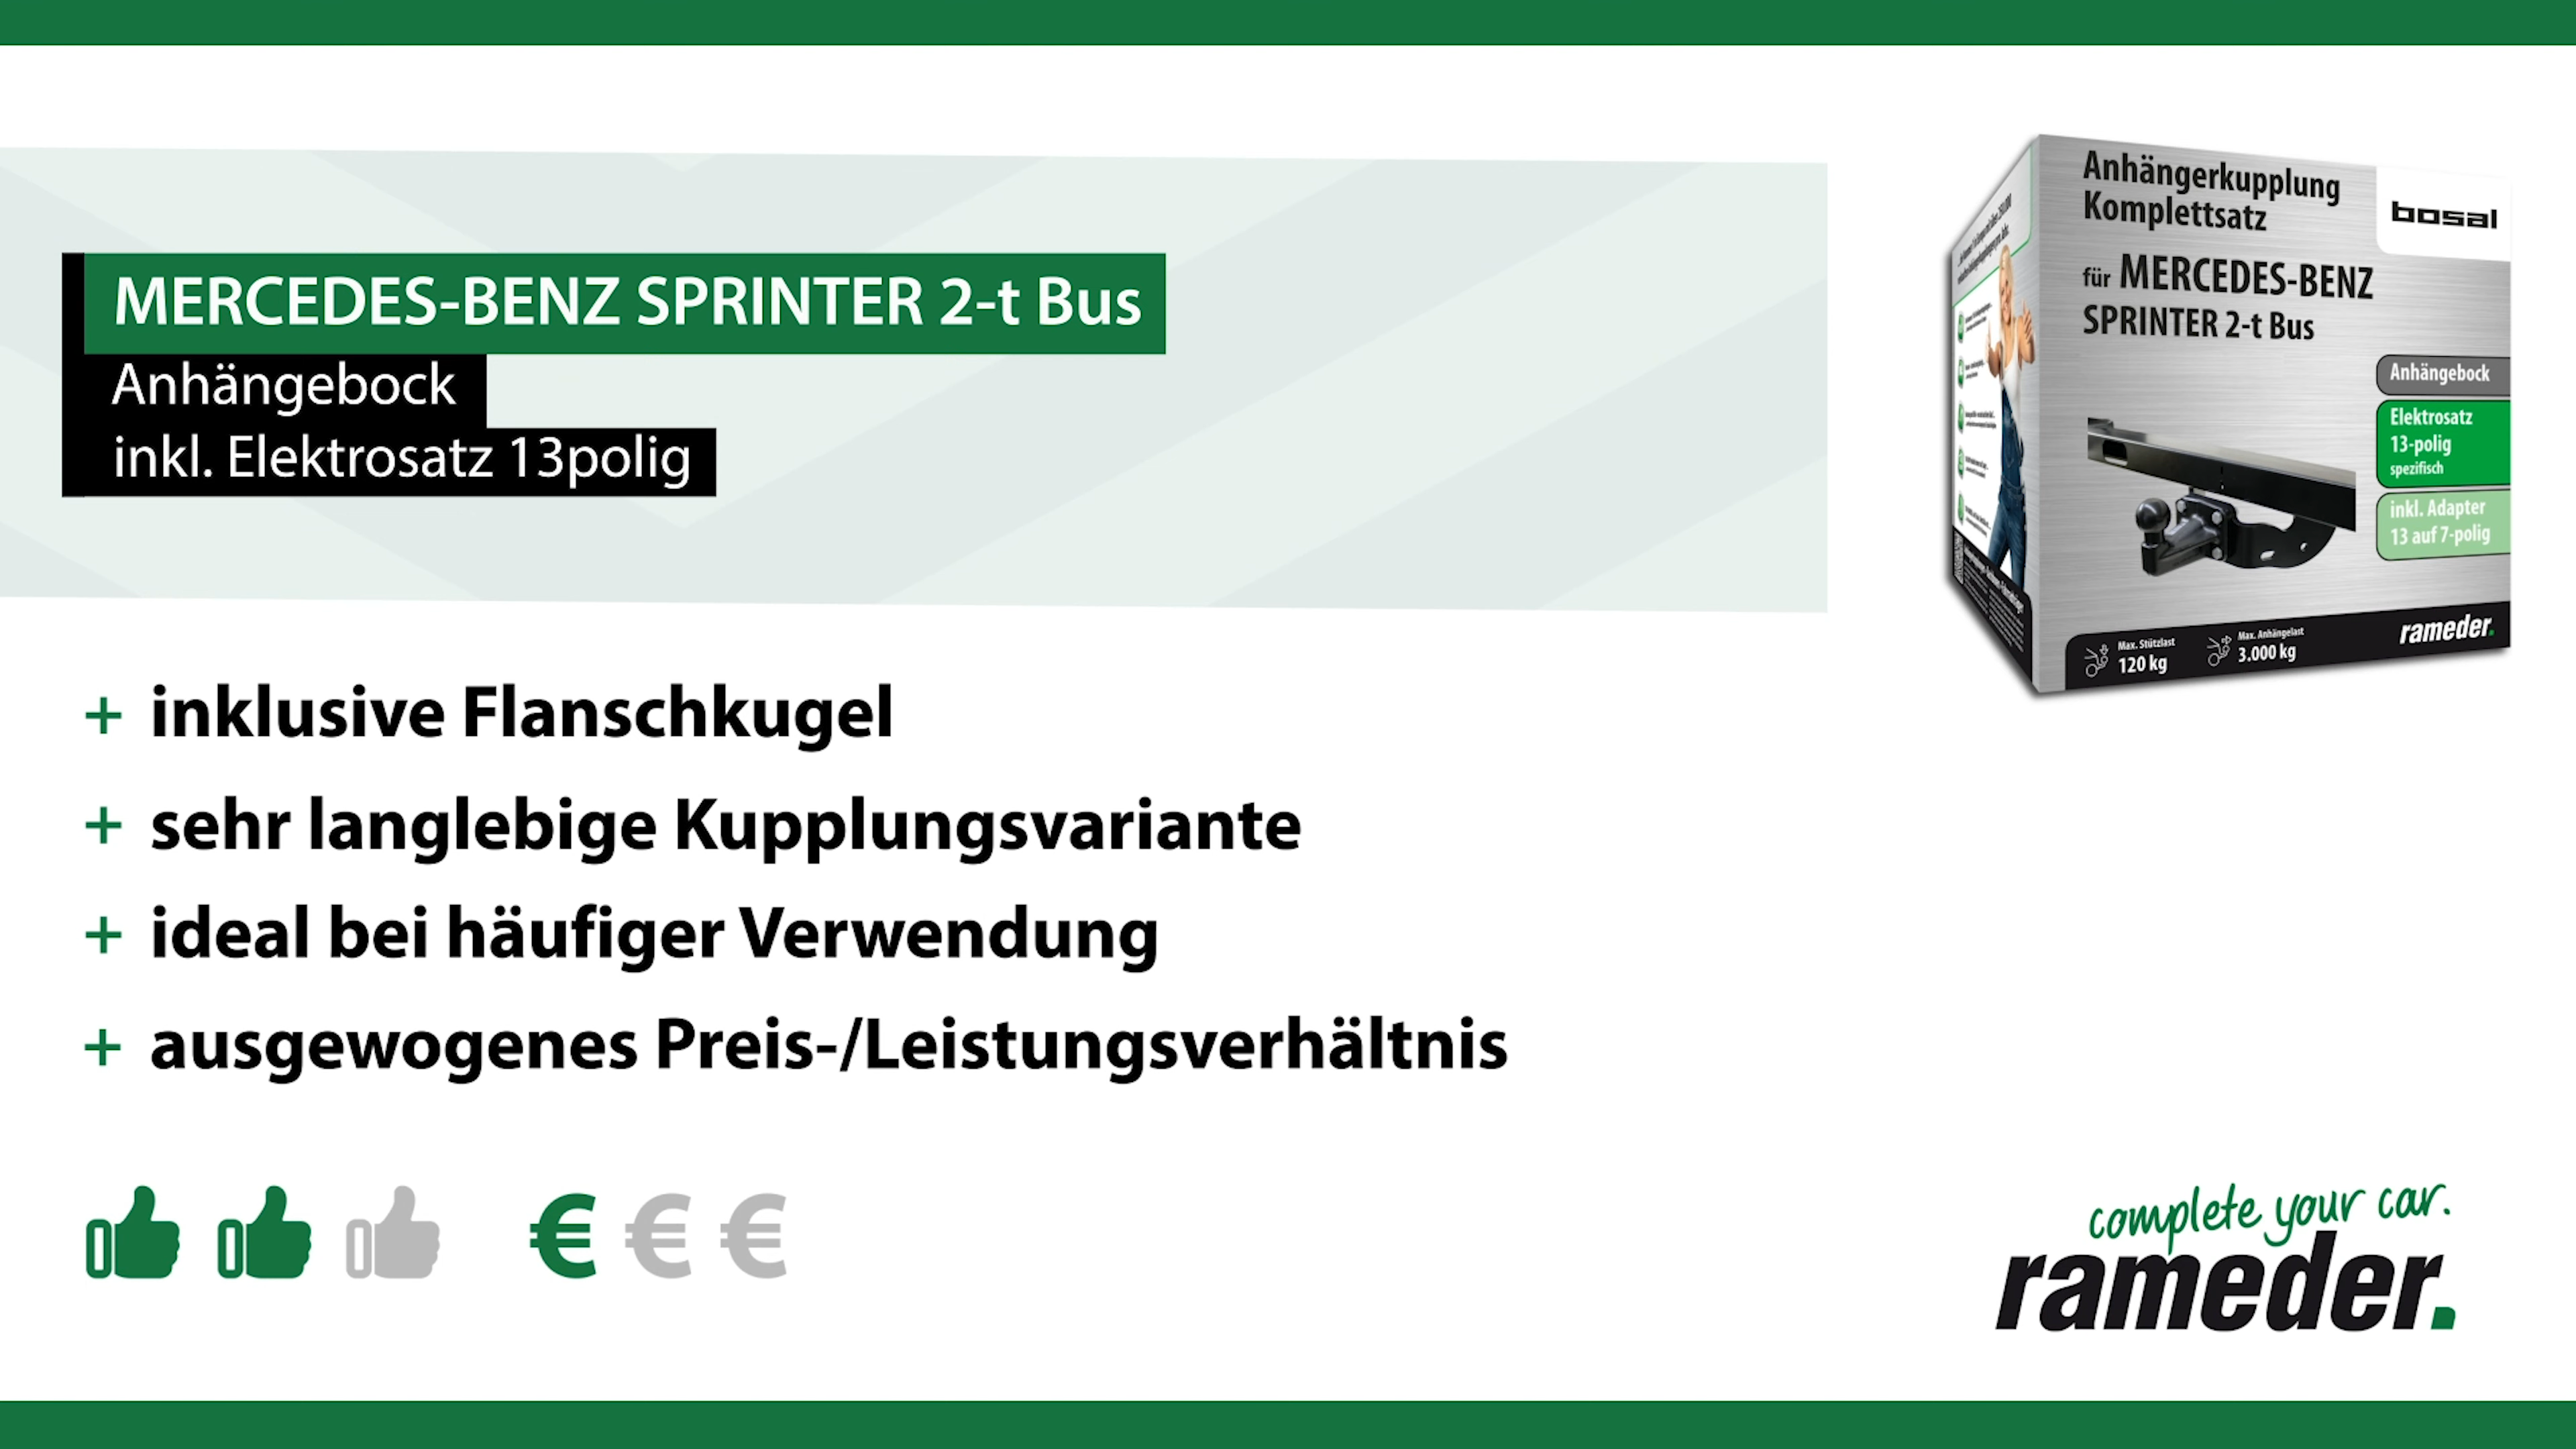 MERCEDES-BENZ SPRINTER 2-t Bus
Anhängebock
inkl. Elektrosatz 13polig
Anhängerkupplung
Komplettsatz
bosal
für MERCEDES-BENZ
SPRINTER 2-t Bus
Anhängebock
Elektrosatz
13-polig
spezifisch
inkl. Adapter
13 auf 7-polig
Max. Stützlast
120 kg
Max. Anhängelast
3.000 kg
rameder.
+ inklusive Flanschkugel
+ sehr langlebige Kupplungsvariante
+ ideal bei häufiger Verwendung
+ ausgewogenes Preis-/Leistungsverhältnis
€ € €
complete your car.
rameder.